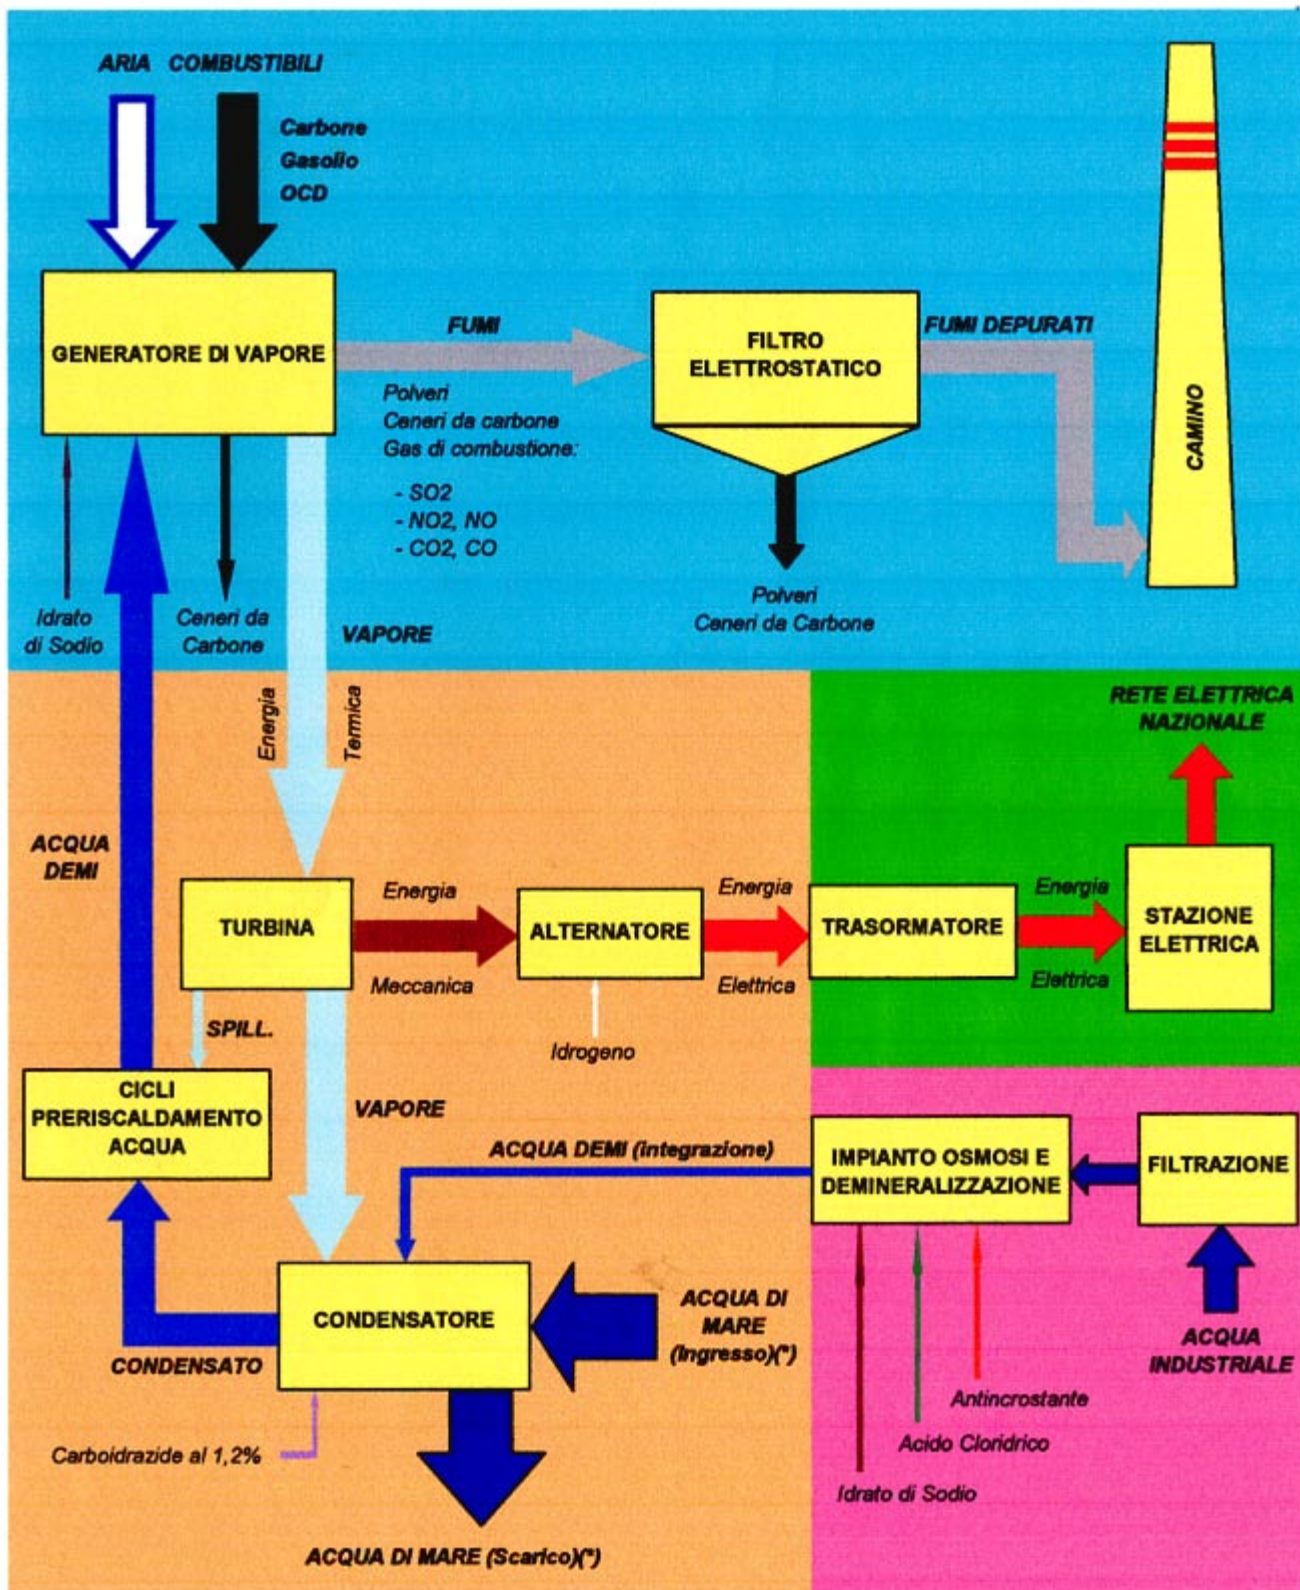 ARIA COMBUSTIBILI
Carbone
Gasolio
OCD
GENERATORE DI VAPORE
FUMI
FILTRO
ELETTROSTATICO
FUMI DEPURATI
CAMINO
Polveri
Ceneri da carbone
Gas di combustione:
- SO2
- NO2, NO
- CO2, CO
Idrato
di Sodio
Ceneri da
Carbone
VAPORE
Polveri
Ceneri da Carbone
Energia
Termica
RETE ELETTRICA
NAZIONALE
ACQUA
DEMI
TURBINA
Energia
Meccanica
ALTERNATORE
Energia
Elettrica
TRASORMATORE
Energia
Elettrica
STAZIONE
ELETTRICA
SPILL.
Idrogeno
CICLI
PRERISCALDAMENTO
ACQUA
VAPORE
ACQUA DEMI (integrazione)
IMPIANTO OSMOSI E
DEMINERALIZZAZIONE
FILTRAZIONE
CONDENSATORE
ACQUA DI
MARE
(Ingresso)(*)
CONDENSATO
ACQUA
INDUSTRIALE
Antincrostante
Acido Cloridrico
Idrato di Sodio
Carboidrazide al 1,2%
ACQUA DI MARE (Scarico)(*)